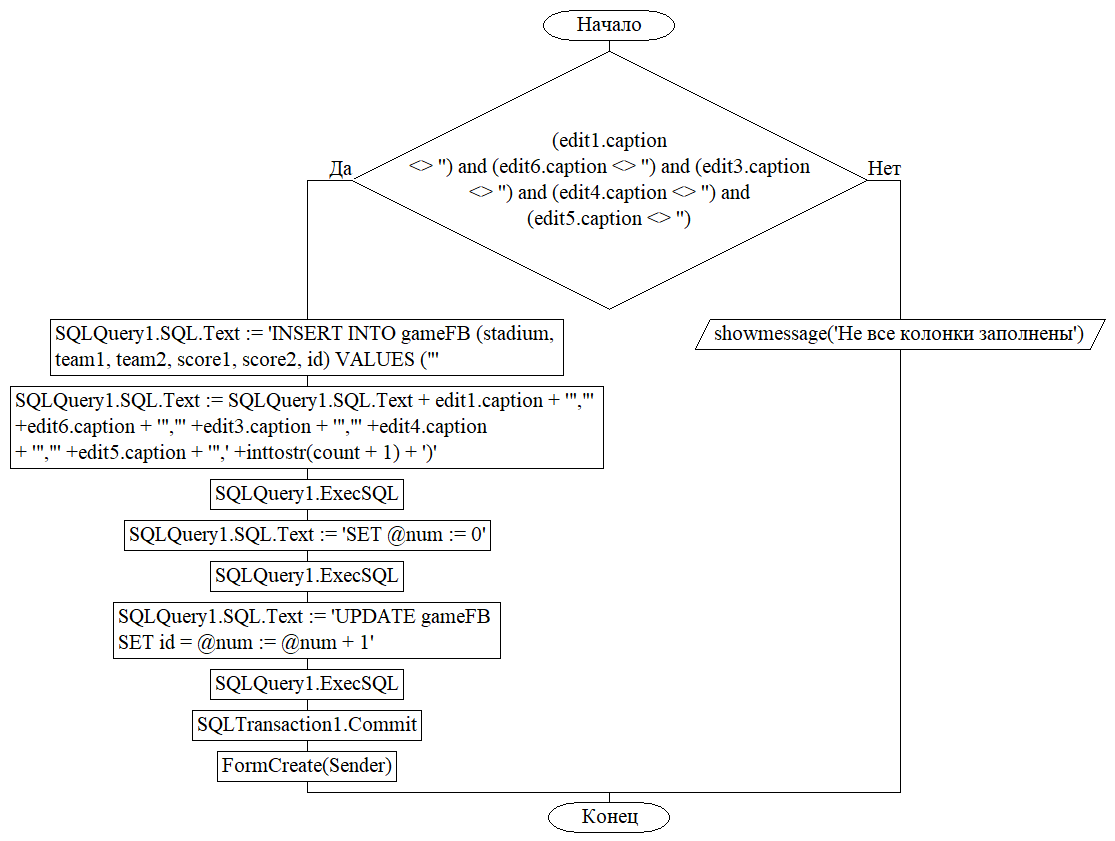 Начало
(edit1.caption
<> '') and (edit6.caption <> '') and (edit3.caption
<> '') and (edit4.caption <> '') and
(edit5.caption <> '')
Да
Нет
SQLQuery1.SQL.Text := 'INSERT INTO gameFB (stadium,
team1, team2, score1, score2, id) VALUES ("'
showmessage('Не все колонки заполнены')
SQLQuery1.SQL.Text := SQLQuery1.SQL.Text + edit1.caption + '","'
+edit6.caption + '","' +edit3.caption + '","' +edit4.caption
+ '","' +edit5.caption + '",' +inttostr(count + 1) + ')'
SQLQuery1.ExecSQL
SQLQuery1.SQL.Text := 'SET @num := 0'
SQLQuery1.ExecSQL
SQLQuery1.SQL.Text := 'UPDATE gameFB
SET id = @num := @num + 1'
SQLQuery1.ExecSQL
SQLTransaction1.Commit
FormCreate(Sender)
Конец